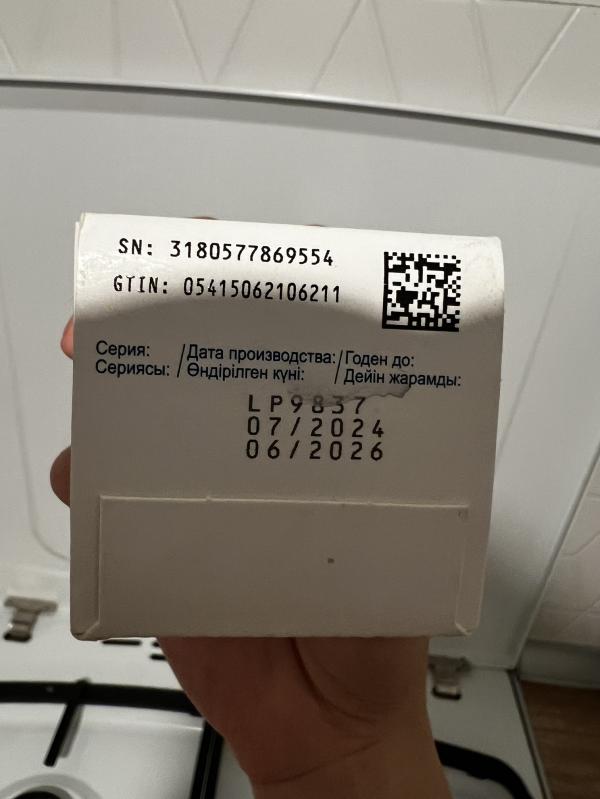 SN: 3180577869554
GTIN: 05415062106211
Серия: / Дата производства: / Годен до:
Сериясы: / Өндірілген күні: / Дейін жарамды:
LP9837
07/2024
06/2026